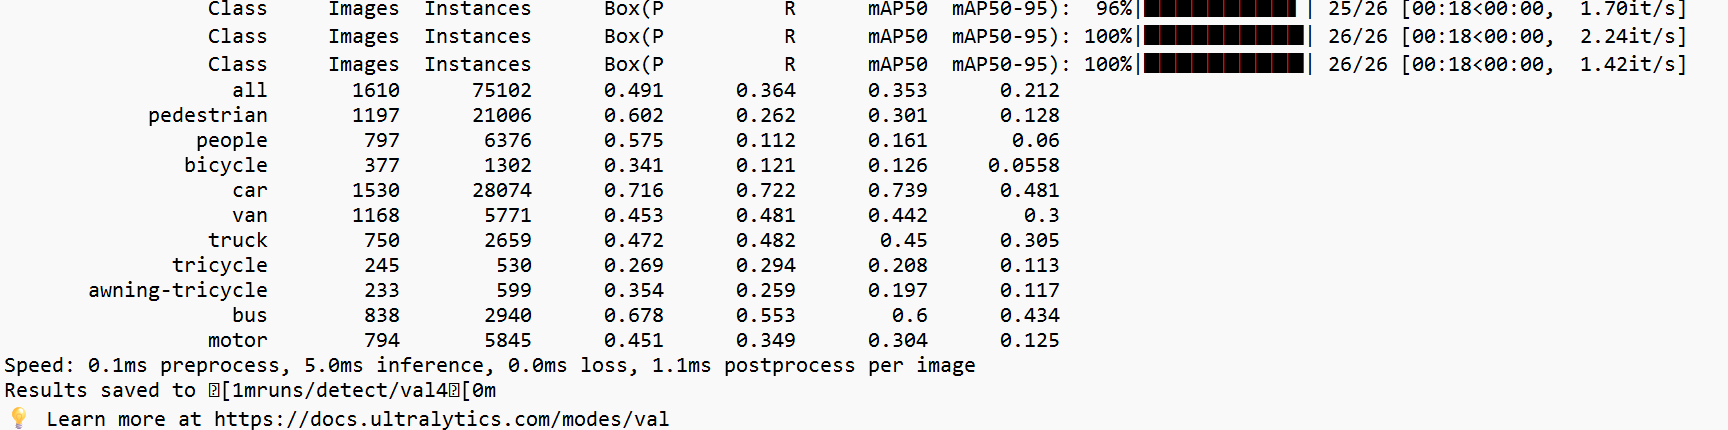 Class Images Instances Box(P R mAP50 mAP50-95): 96%|██████████| 25/26 [00:18<00:00, 1.70it/s]
Class Images Instances Box(P R mAP50 mAP50-95): 100%|██████████| 26/26 [00:18<00:00, 2.24it/s]
Class Images Instances Box(P R mAP50 mAP50-95): 100%|██████████| 26/26 [00:18<00:00, 1.42it/s]
all 1610 75102 0.491 0.364 0.353 0.212
pedestrian 1197 21006 0.602 0.262 0.301 0.128
people 797 6376 0.575 0.112 0.161 0.06
bicycle 377 1302 0.341 0.121 0.126 0.0558
car 1530 28074 0.716 0.722 0.739 0.481
van 1168 5771 0.453 0.481 0.442 0.3
truck 750 2659 0.472 0.482 0.45 0.305
tricycle 245 530 0.269 0.294 0.208 0.113
awning-tricycle 233 599 0.354 0.259 0.197 0.117
bus 838 2940 0.678 0.553 0.6 0.434
motor 794 5845 0.451 0.349 0.304 0.125
Speed: 0.1ms preprocess, 5.0ms inference, 0.0ms loss, 1.1ms postprocess per image
Results saved to [1mruns/detect/val4[0m
💡 Learn more at https://docs.ultralytics.com/modes/val